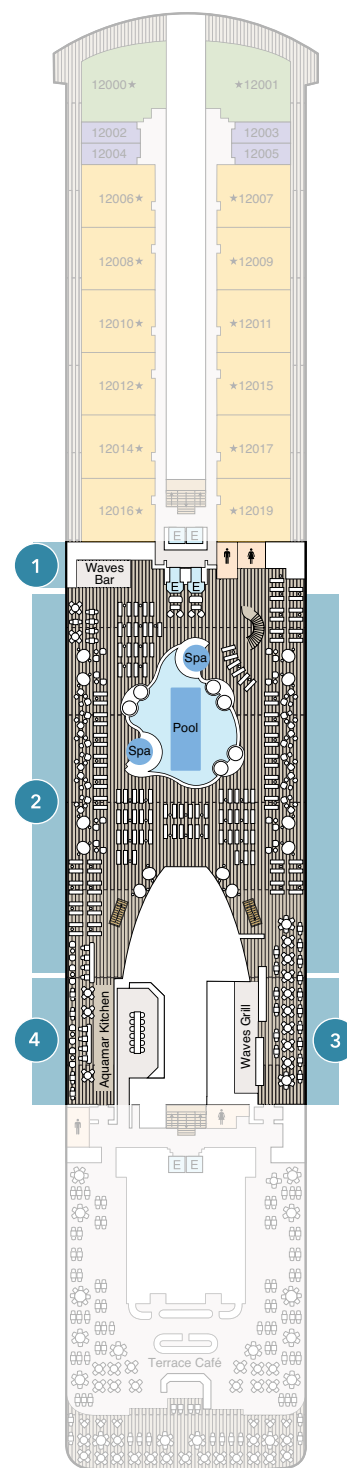 12000★ ★12001
12002 12003
12004 12005
12006★ ★12007
12008★ ★12009
12010★ ★12011
12012★ ★12015
12014★ ★12017
12016★ ★12019
E E
1
Waves
Bar
E E
Spa
Pool
Spa
2
Aquamar Kitchen
Waves Grill
4
3
E E
Terrace Café